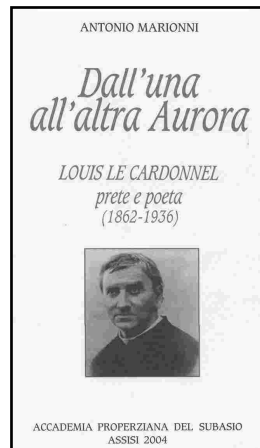 ANTONIO MARIONNI
Dall'una
all'altra Aurora
LOUIS LE CARDONNEL
prete e poeta
(1862-1936)
ACCADEMIA PROPERZIANA DEL SUBASIO
ASSISI 2004